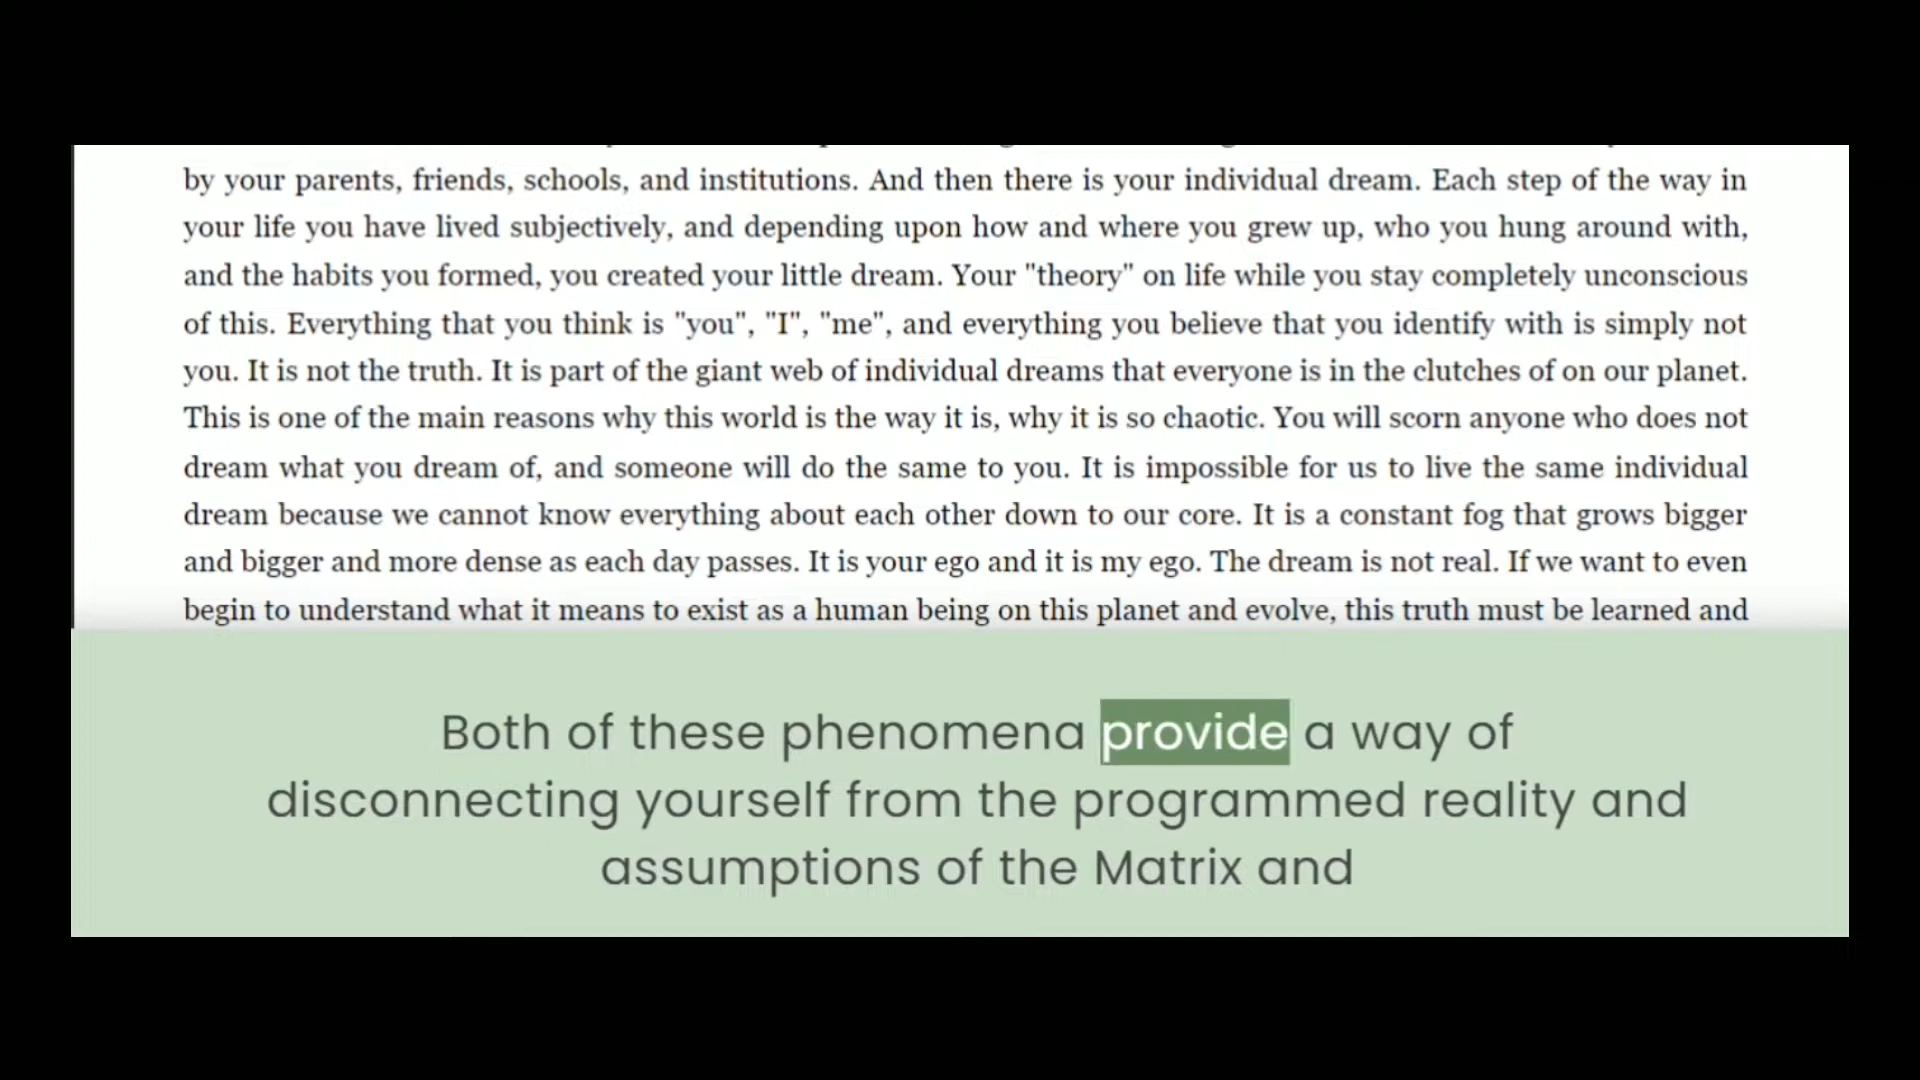 by your parents, friends, schools, and institutions. And then there is your individual dream. Each step of the way in
your life you have lived subjectively, and depending upon how and where you grew up, who you hung around with,
and the habits you formed, you created your little dream. Your "theory" on life while you stay completely unconscious
of this. Everything that you think is "you", "I", "me", and everything you believe that you identify with is simply not
you. It is not the truth. It is part of the giant web of individual dreams that everyone is in the clutches of on our planet.
This is one of the main reasons why this world is the way it is, why it is so chaotic. You will scorn anyone who does not
dream what you dream of, and someone will do the same to you. It is impossible for us to live the same individual
dream because we cannot know everything about each other down to our core. It is a constant fog that grows bigger
and bigger and more dense as each day passes. It is your ego and it is my ego. The dream is not real. If we want to even
begin to understand what it means to exist as a human being on this planet and evolve, this truth must be learned and
Both of these phenomena provide a way of
disconnecting yourself from the programmed reality and
assumptions of the Matrix and